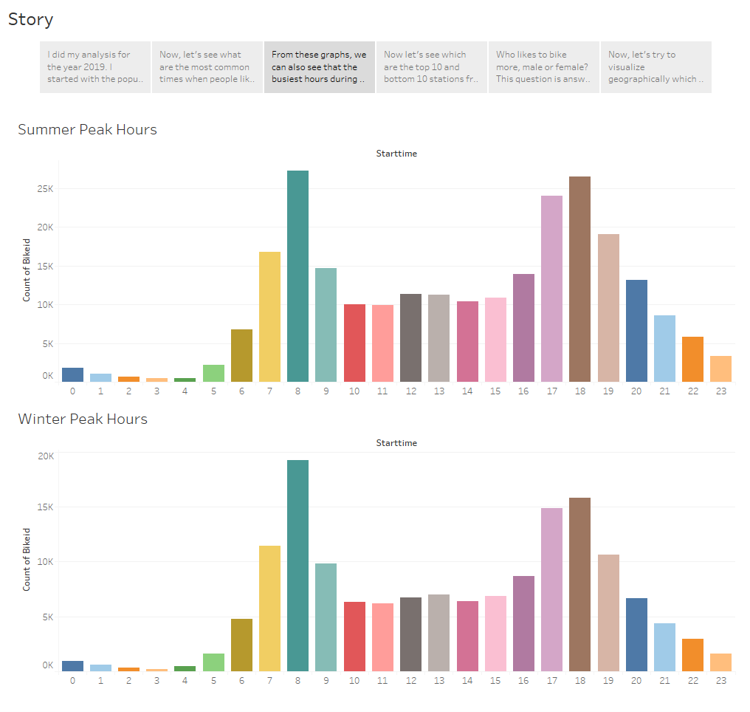 Story
I did my analysis for
the year 2019. I
started with the popu..
Now, let's see what
are the most common
times when people lik..
From these graphs, we
can also see that the
busiest hours during ..
Now let's see which
are the top 10 and
bottom 10 stations fr..
Who likes to bike
more, male or female?
This question is answ..
Now, let's try to
visualize
geographically which ..
Summer Peak Hours
Starttime
Count of Bikeid
25K
20K
15K
10K
5K
0K
0 1 2 3 4 5 6 7 8 9 10 11 12 13 14 15 16 17 18 19 20 21 22 23
Winter Peak Hours
Starttime
Count of Bikeid
20K
15K
10K
5K
0K
0 1 2 3 4 5 6 7 8 9 10 11 12 13 14 15 16 17 18 19 20 21 22 23